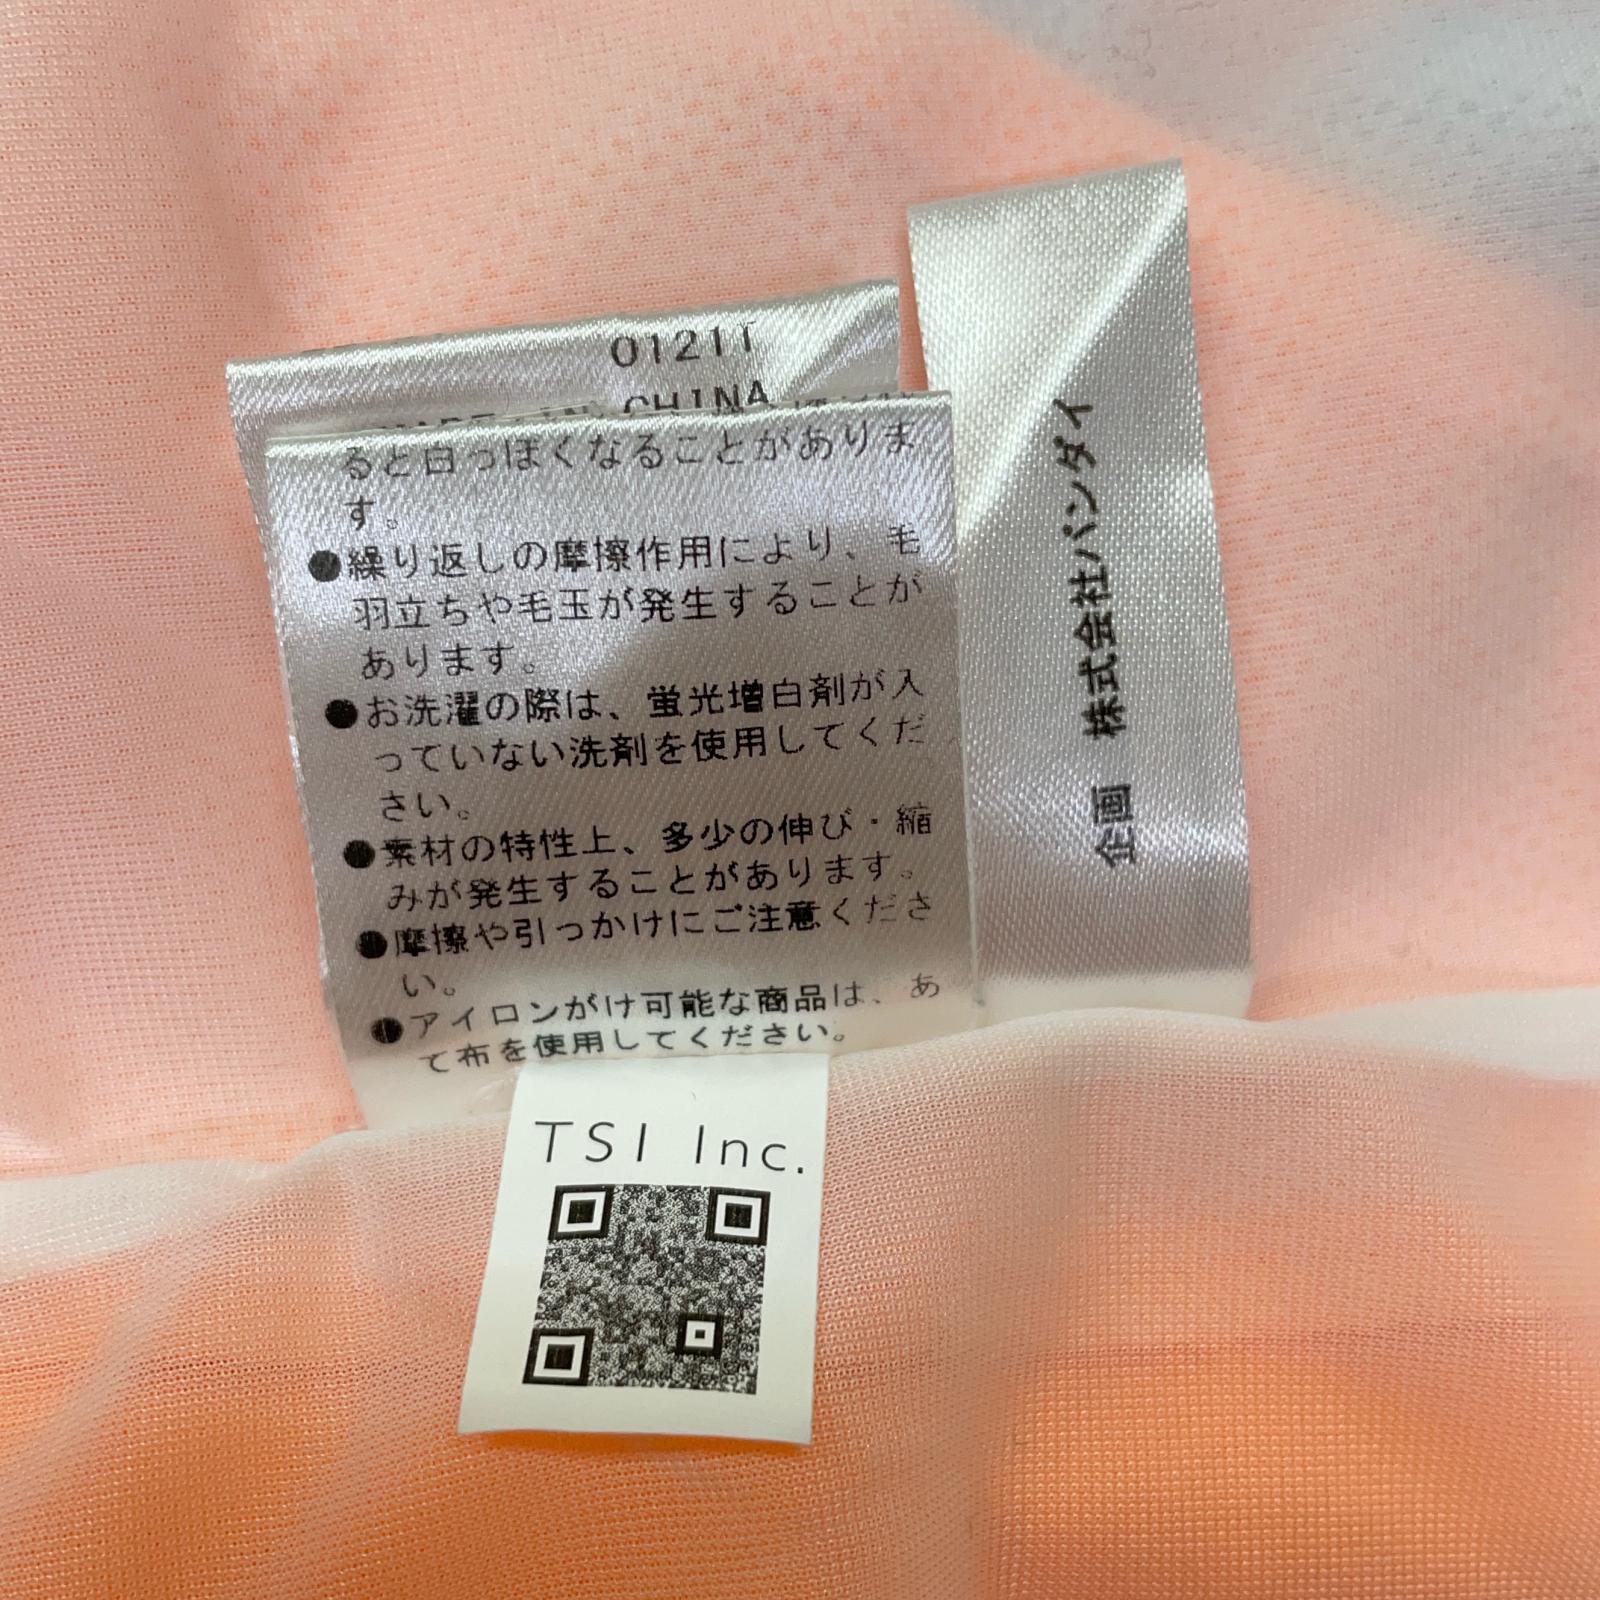 0121T
MADE IN CHINA
ると白っぽくなることがありま
す。
●繰り返しの摩擦作用により、毛
羽立ちや毛玉が発生することが
あります。
●お洗濯の際は、蛍光増白剤が入
っていない洗剤を使用してくだ
さい。
●素材の特性上、多少の伸び・縮
みが発生することがあります。
●摩擦や引っかけにご注意くださ
い。
●アイロンがけ可能な商品は、あ
て布を使用してください。
企画 株式会社バンダイ
TSI Inc.